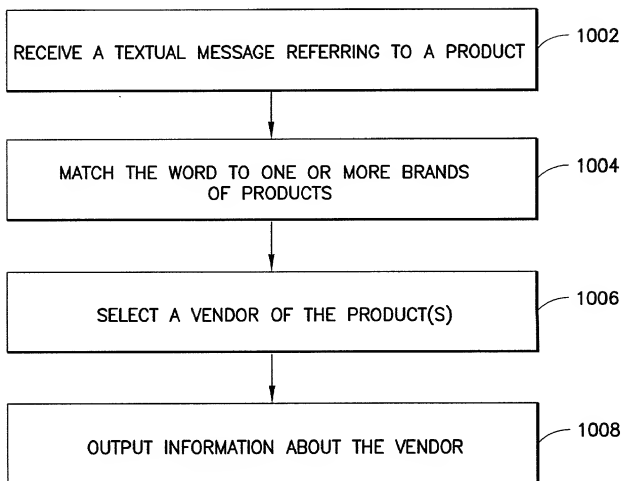 RECEIVE A TEXTUAL MESSAGE REFERRING TO A PRODUCT
1002
MATCH THE WORD TO ONE OR MORE BRANDS
OF PRODUCTS
1004
SELECT A VENDOR OF THE PRODUCT(S)
1006
OUTPUT INFORMATION ABOUT THE VENDOR
1008